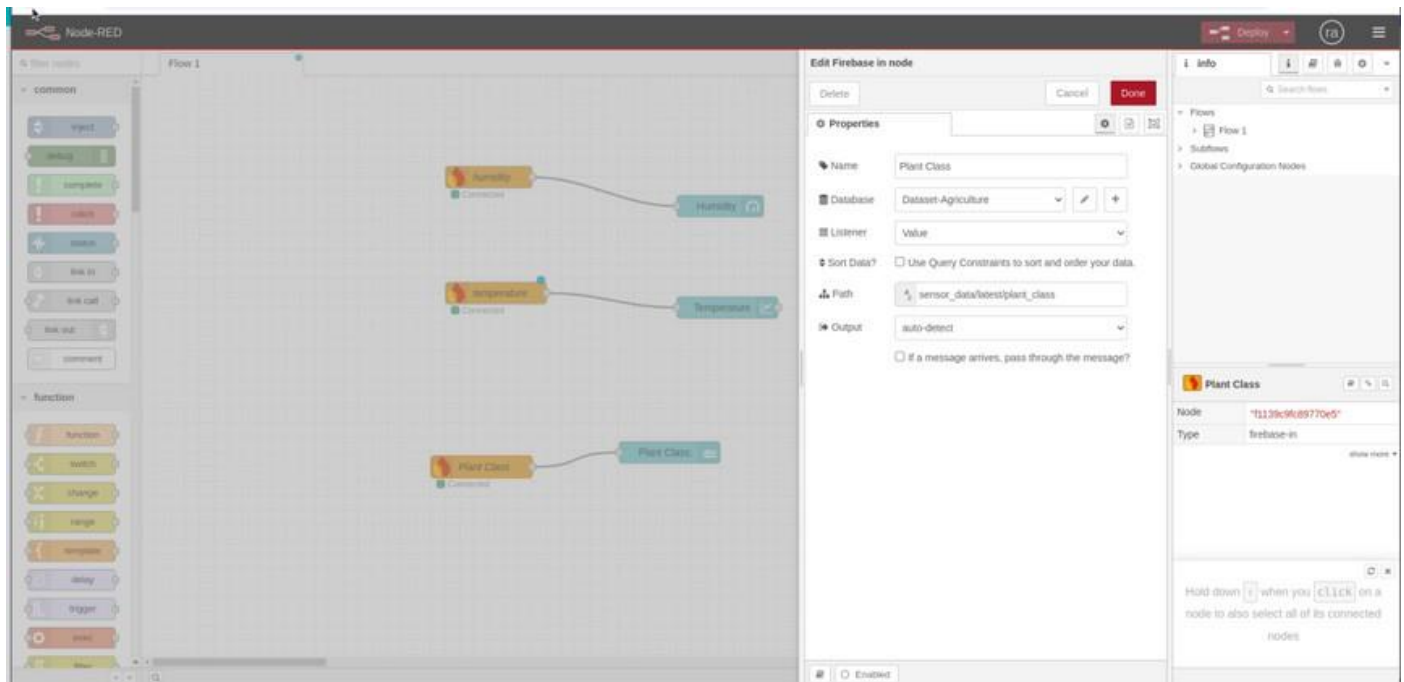 Node-RED
Deploy
ra
filter nodes
Flow 1
common
inject
debug
complete
catch
status
link in
link call
link out
comment
function
function
switch
change
range
template
delay
trigger
exec
filter
humidity
Connected
Humidity
temperature
Connected
Temperature
Plant Class
Connected
Plant Class
Edit Firebase in node
Delete
Cancel
Done
Properties
Name
Plant Class
Database
Dataset-Agriculture
Listener
Value
Sort Data?
Use Query Constraints to sort and order your data.
Path
sensor_data/latest/plant_class
Output
auto-detect
If a message arrives, pass through the message?
Enabled
i info
Search flows
Flows
Flow 1
Subflows
Global Configuration Nodes
Plant Class
Node
"f1139c9fc89770e5"
Type
firebase-in
show more
Hold down when you click on a
node to also select all of its connected
nodes